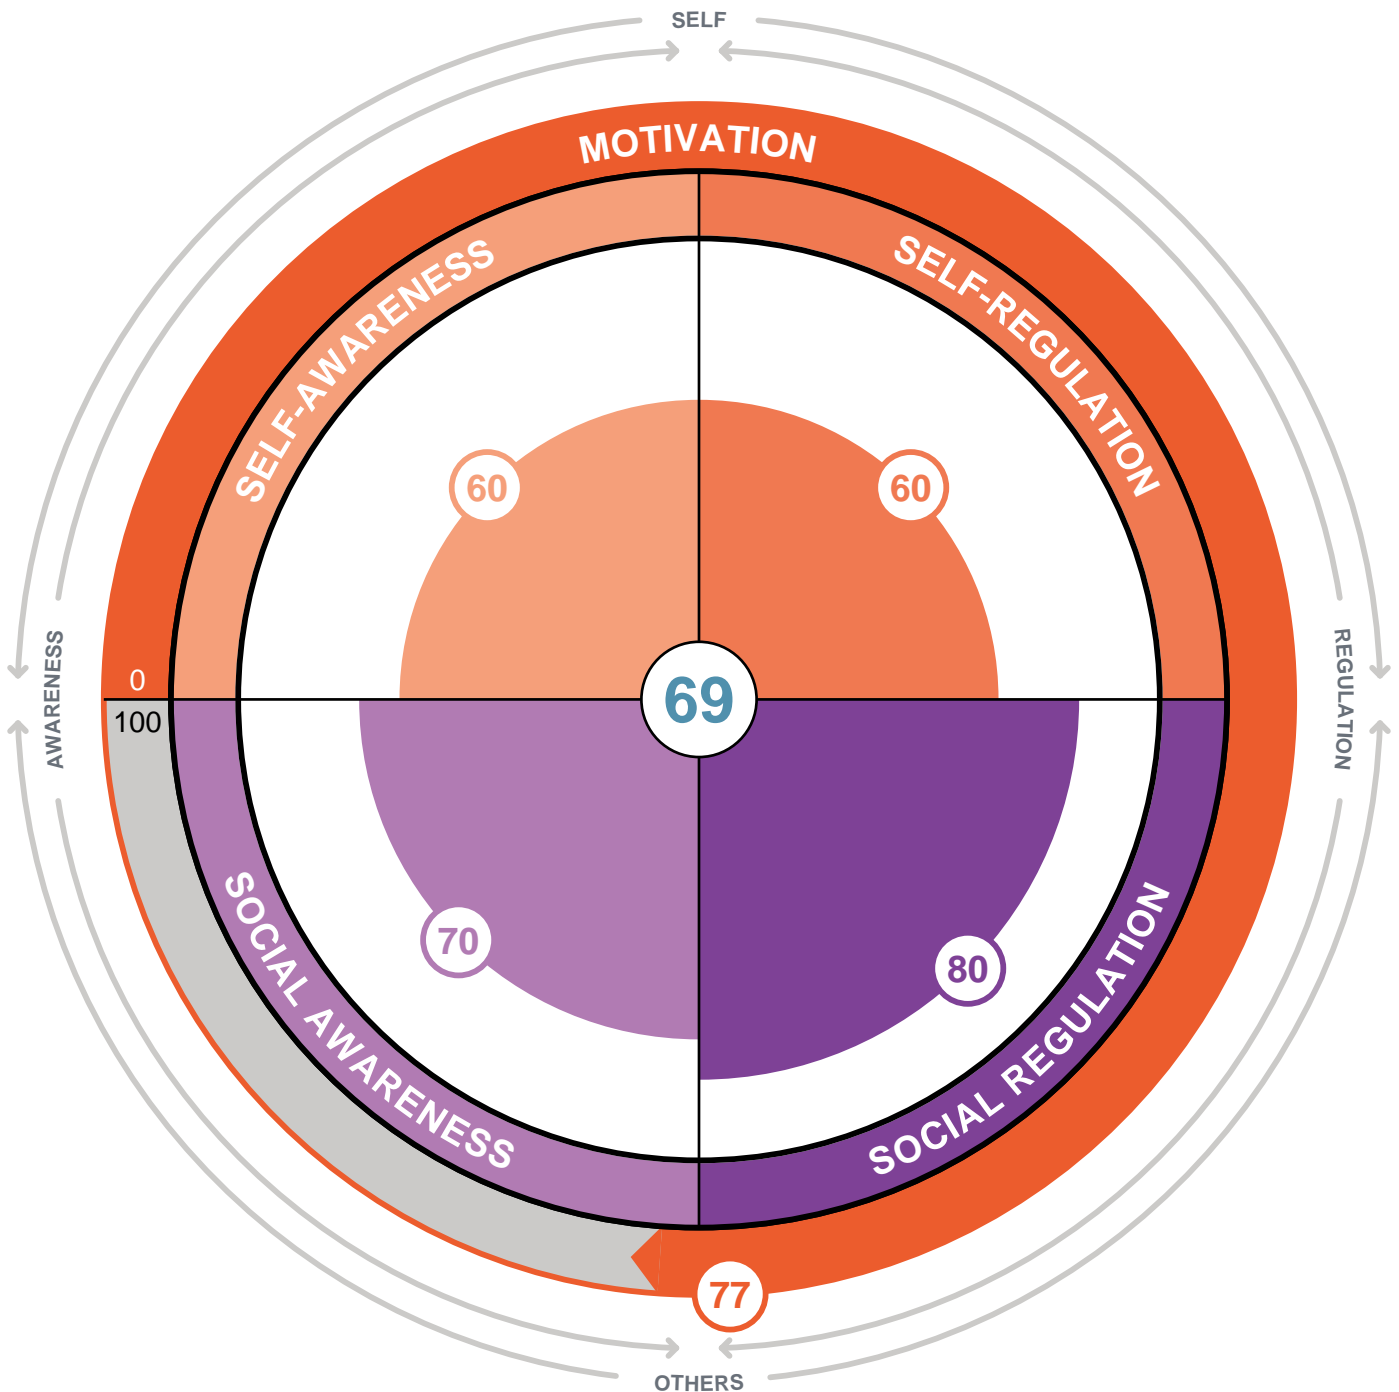 SELF
MOTIVATION
SELF-AWARENESS
SELF-REGULATION
60
60
AWARENESS
0
100
69
REGULATION
70
80
SOCIAL AWARENESS
SOCIAL REGULATION
77
OTHERS